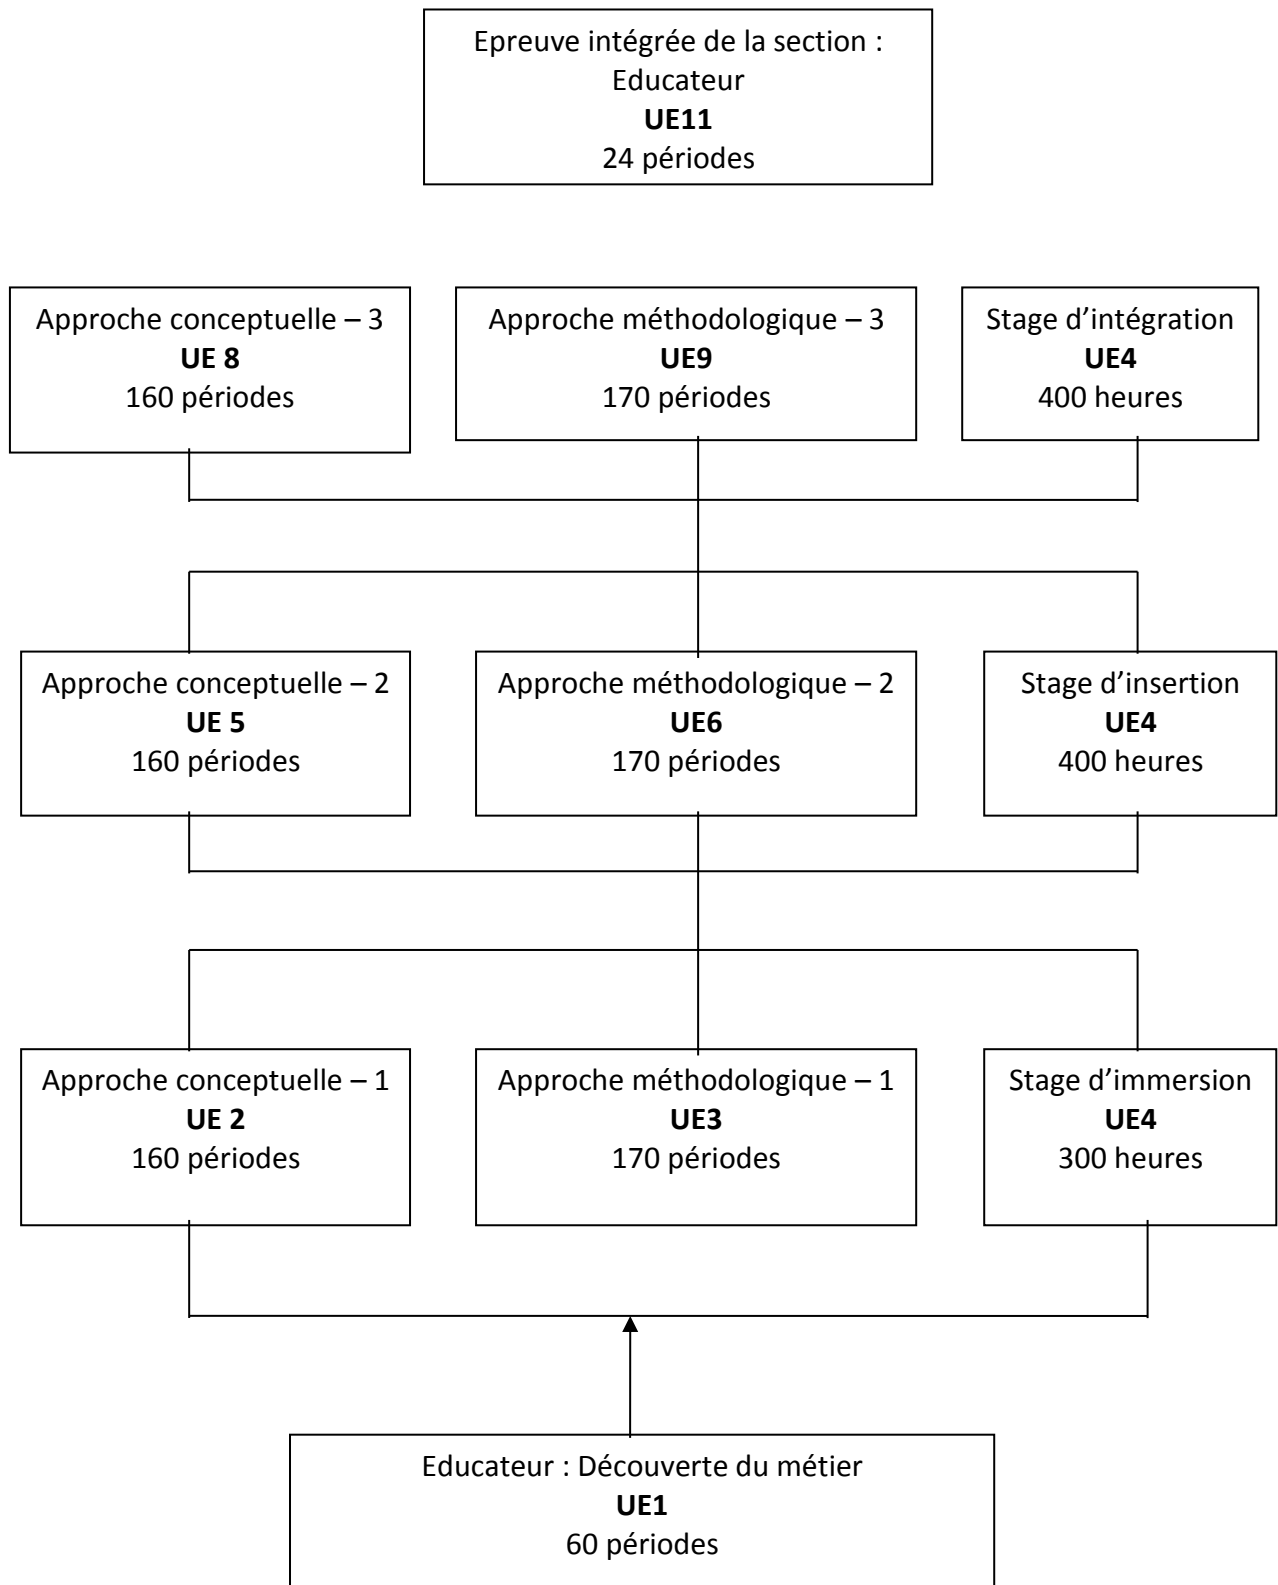 Epreuve intégrée de la section :
Educateur
UE11
24 périodes
Approche conceptuelle – 3
UE 8
160 périodes
Approche méthodologique – 3
UE9
170 périodes
Stage d’intégration
UE4
400 heures
Approche conceptuelle – 2
UE 5
160 périodes
Approche méthodologique – 2
UE6
170 périodes
Stage d’insertion
UE4
400 heures
Approche conceptuelle – 1
UE 2
160 périodes
Approche méthodologique – 1
UE3
170 périodes
Stage d’immersion
UE4
300 heures
Educateur : Découverte du métier
UE1
60 périodes